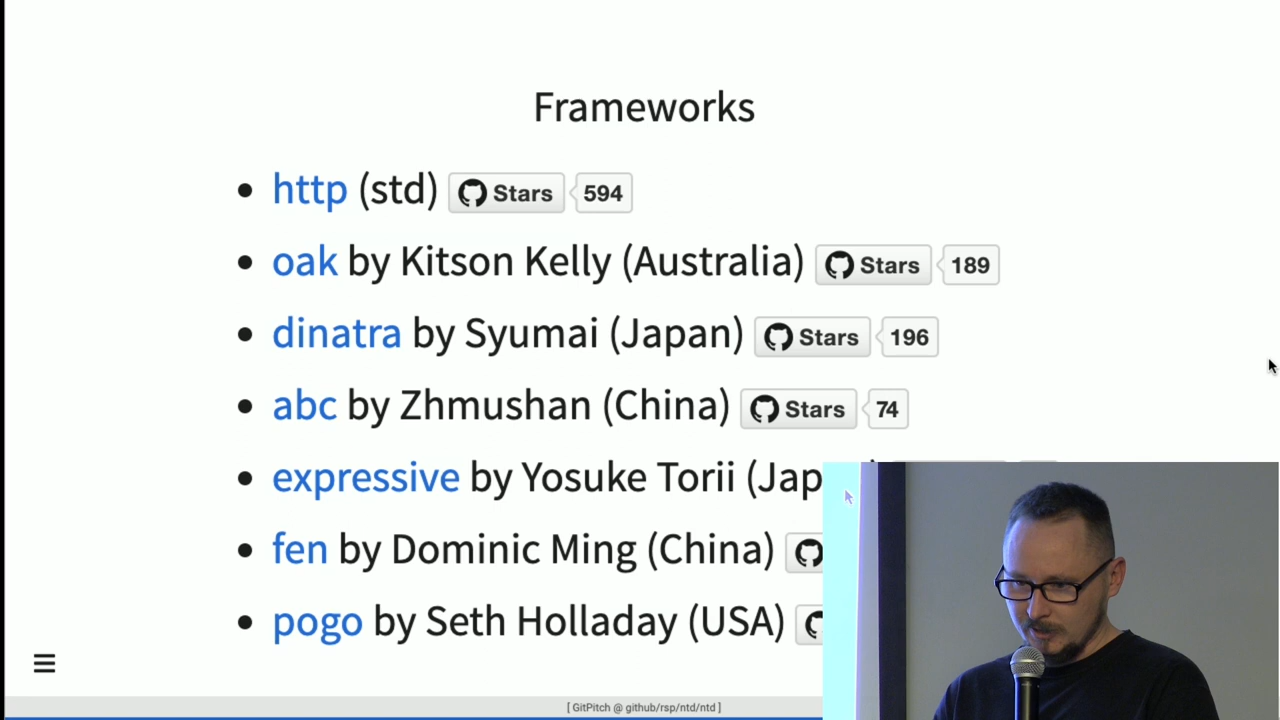 Frameworks
• http (std) Stars 594
• oak by Kitson Kelly (Australia) Stars 189
• dinatra by Syumai (Japan) Stars 196
• abc by Zhmushan (China) Stars 74
• expressive by Yosuke Torii (Jap
• fen by Dominic Ming (China)
• pogo by Seth Holladay (USA)
[ GitPitch @ github/rsp/ntd/ntd ]